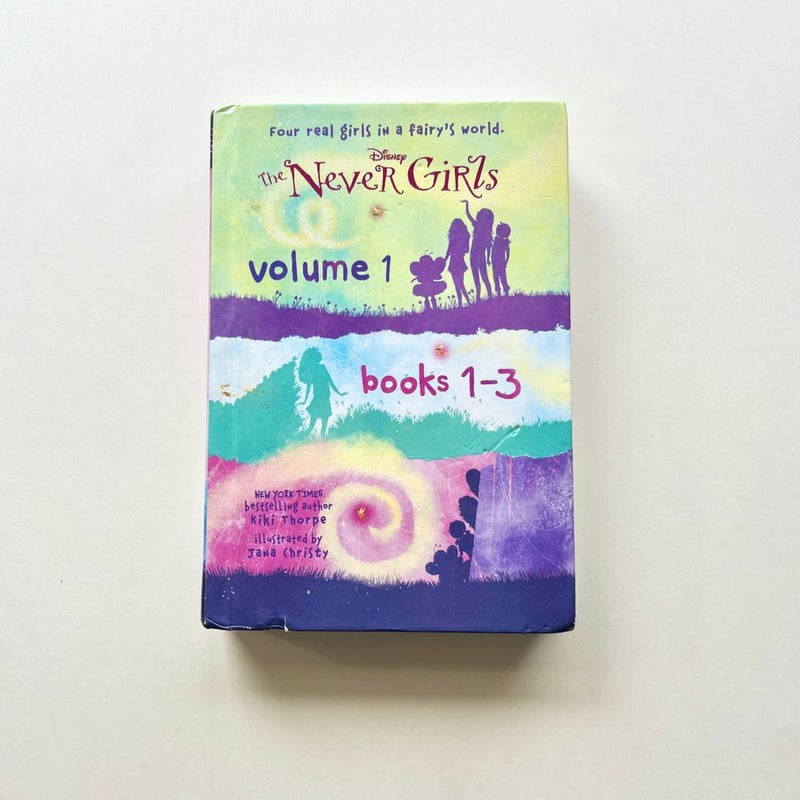 Four real girls in a fairy's world.
Disney
The Never Girls
volume 1
books 1-3
NEW YORK TIMES
bestselling author
Kiki Thorpe
illustrated by
Jana Christy